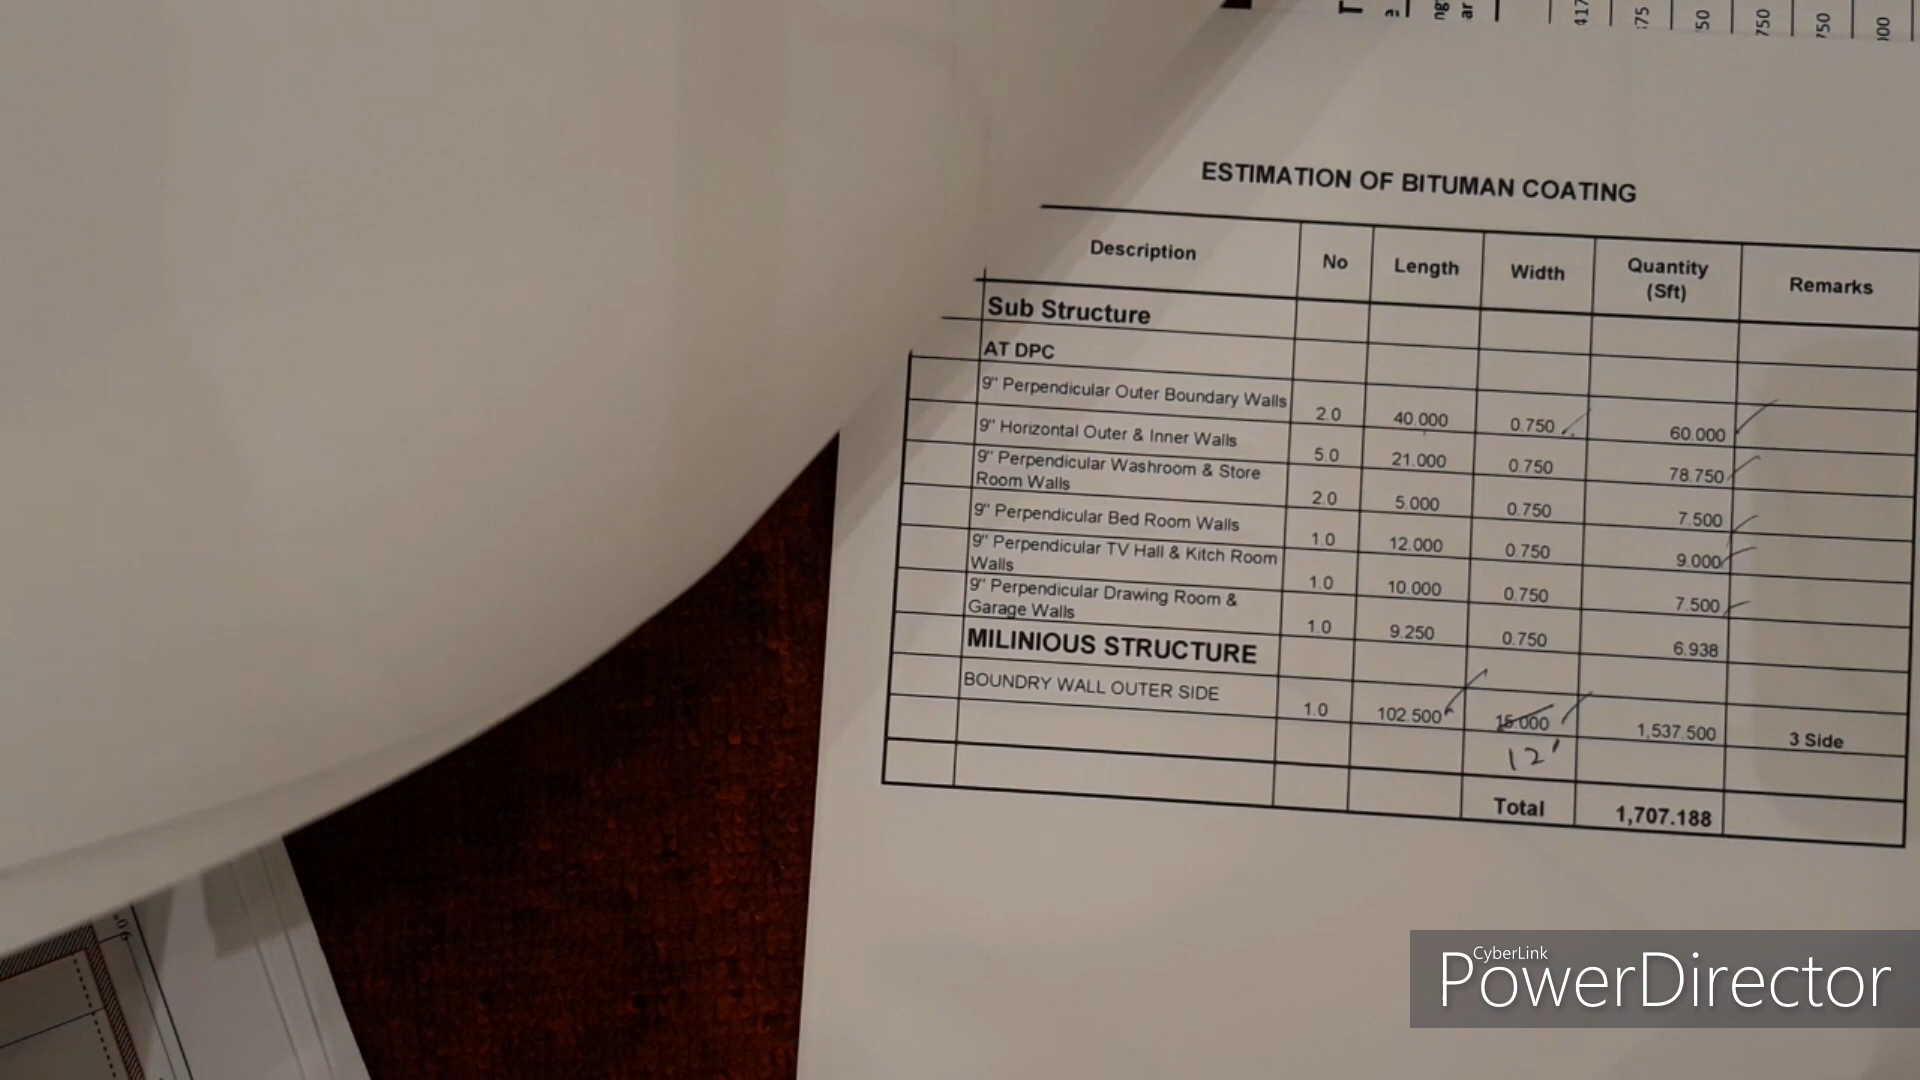 ESTIMATION OF BITUMAN COATING
Description No Length Width Quantity (Sft) Remarks
Sub Structure
AT DPC
9" Perpendicular Outer Boundary Walls 2.0 40.000 0.750 60.000
9" Horizontal Outer & Inner Walls 5.0 21.000 0.750 78.750
9" Perpendicular Washroom & Store
Room Walls 2.0 5.000 0.750 7.500
9" Perpendicular Bed Room Walls 1.0 12.000 0.750 9.000
9" Perpendicular TV Hall & Kitch Room
Walls 1.0 10.000 0.750 7.500
9" Perpendicular Drawing Room &
Garage Walls 1.0 9.250 0.750 6.938
MILINIOUS STRUCTURE
BOUNDRY WALL OUTER SIDE 1.0 102.500 15.000 1,537.500 3 Side
12'
Total 1,707.188
CyberLink
PowerDirector